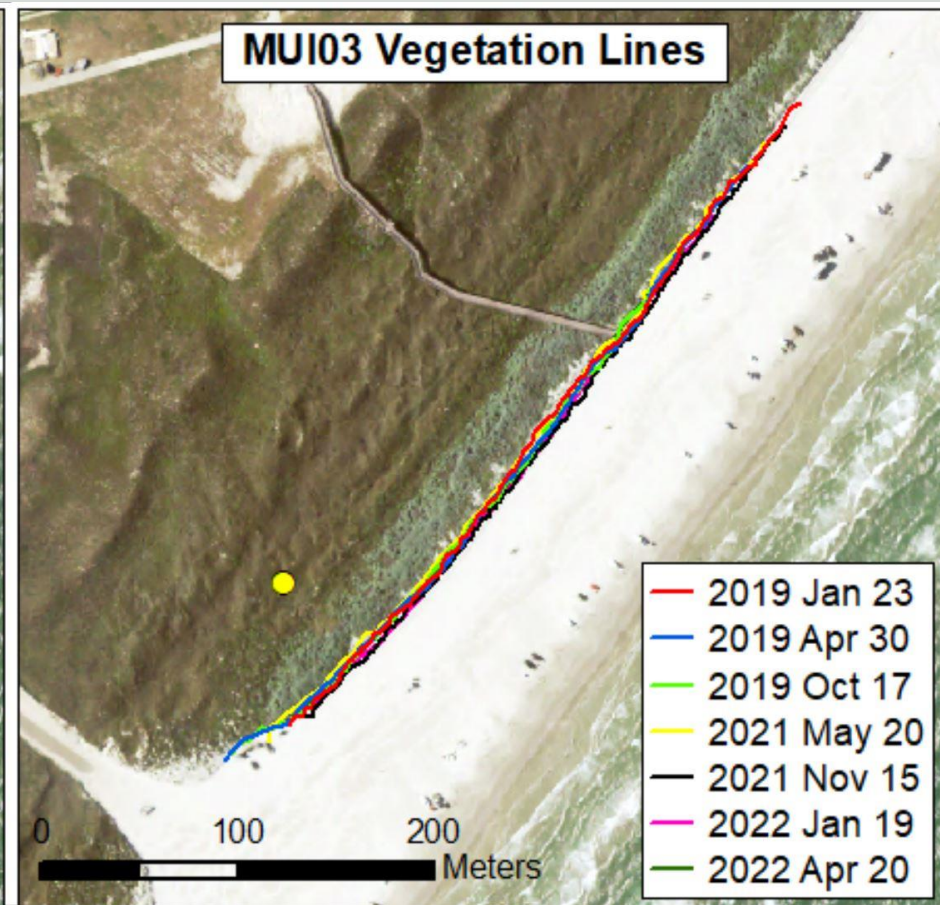 MUI03 Vegetation Lines
2019 Jan 23
2019 Apr 30
2019 Oct 17
2021 May 20
2021 Nov 15
2022 Jan 19
2022 Apr 20
0 100 200
Meters